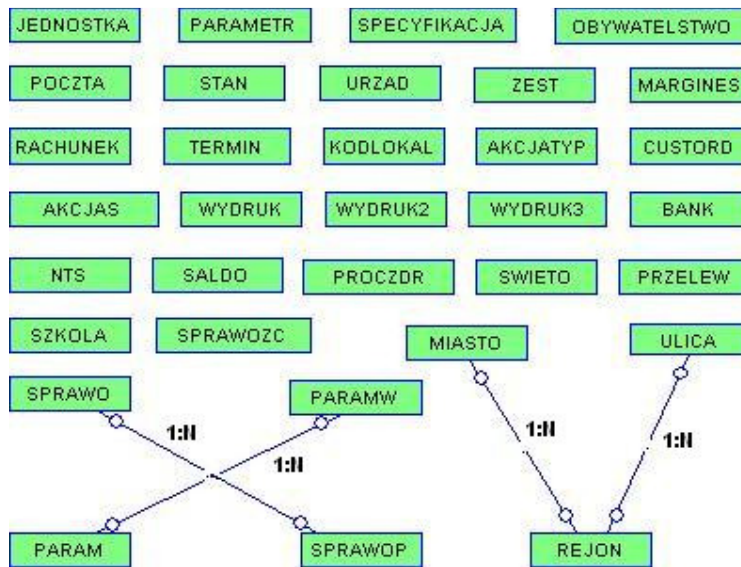 JEDNOSTKA PARAMETR SPECYFIKACJA OBYWATELSTWO
POCZTA STAN URZAD ZEST MARGINES
RACHUNEK TERMIN KODLOKAL AKCJATYP CUSTORD
AKCJAS WYDRUK WYDRUK2 WYDRUK3 BANK
NTS SALDO PROCZDR SWIETO PRZELEW
SZKOLA SPRAWOZC MIASTO ULICA
SPRAWO PARAMW
1:N 1:N 1:N
1:N
PARAM SPRAWOP REJON